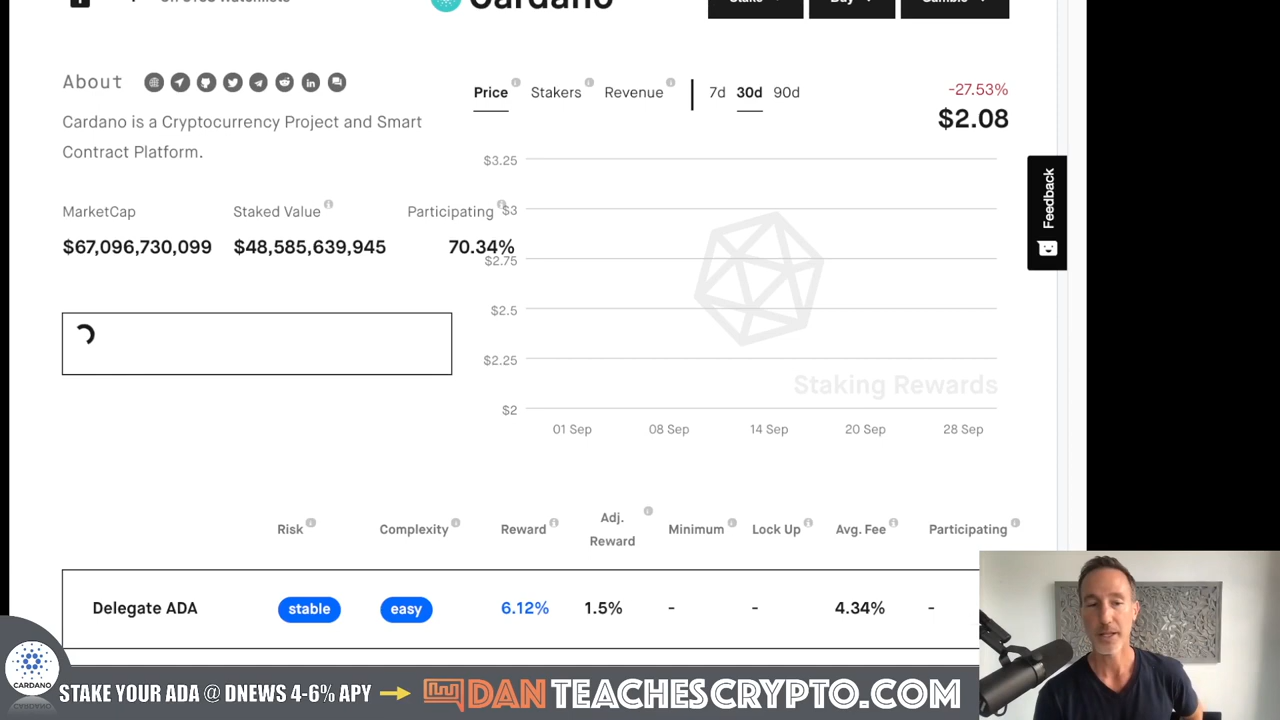 Cardano
About
Price Stakers Revenue 7d 30d 90d
-27.53%
$2.08
Cardano is a Cryptocurrency Project and Smart
Contract Platform.
MarketCap Staked Value Participating
$67,096,730,099 $48,585,639,945 70.34%
$3.25
$3
$2.75
$2.5
$2.25
$2
Staking Rewards
01 Sep 08 Sep 14 Sep 20 Sep 28 Sep
Feedback
Risk Complexity Reward Adj. Reward Minimum Lock Up Avg. Fee Participating
Delegate ADA stable easy 6.12% 1.5% - - 4.34% -
CARDANO
STAKE YOUR ADA @ DNEWS 4-6% APY
DANTEACHESCRYPTO.COM